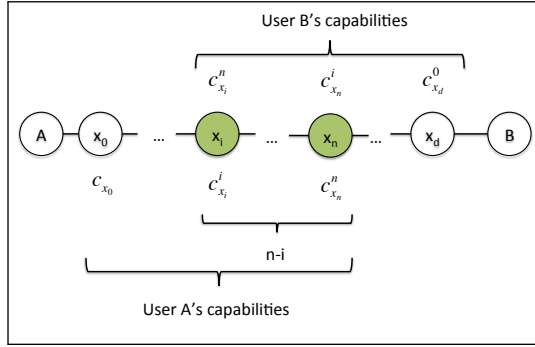 User B's capabilities
c_{x_i}^n c_{x_n}^i c_{x_d}^0
A x_0 ... x_i ... x_n ... x_d B
c_{x_0} c_{x_i}^i c_{x_n}^n
n-i
User A's capabilities